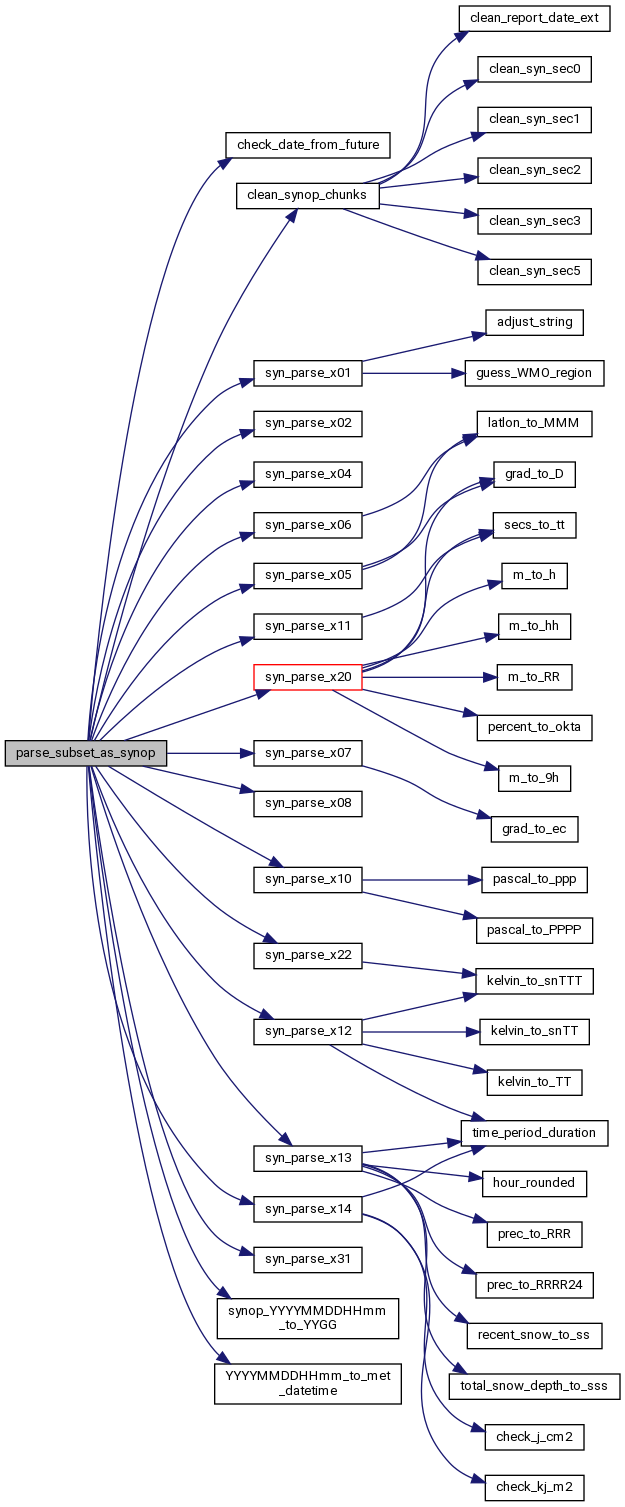 clean_report_date_ext
clean_syn_sec0
clean_syn_sec1
check_date_from_future
clean_syn_sec2
clean_synop_chunks
clean_syn_sec3
clean_syn_sec5
adjust_string
syn_parse_x01
guess_WMO_region
syn_parse_x02
latlon_to_MMM
syn_parse_x04
grad_to_D
syn_parse_x06
secs_to_tt
syn_parse_x05
m_to_h
syn_parse_x11
m_to_hh
syn_parse_x20
m_to_RR
percent_to_okta
parse_subset_as_synop
syn_parse_x07
m_to_9h
syn_parse_x08
grad_to_ec
syn_parse_x10
pascal_to_ppp
pascal_to_PPPP
syn_parse_x22
kelvin_to_snTTT
syn_parse_x12
kelvin_to_snTT
kelvin_to_TT
time_period_duration
syn_parse_x13
hour_rounded
syn_parse_x14
prec_to_RRR
syn_parse_x31
prec_to_RRRR24
synop_YYYYMMDDHHmm
_to_YYGG
recent_snow_to_ss
YYYYMMDDHHmm_to_met
_datetime
total_snow_depth_to_sss
check_j_cm2
check_kj_m2